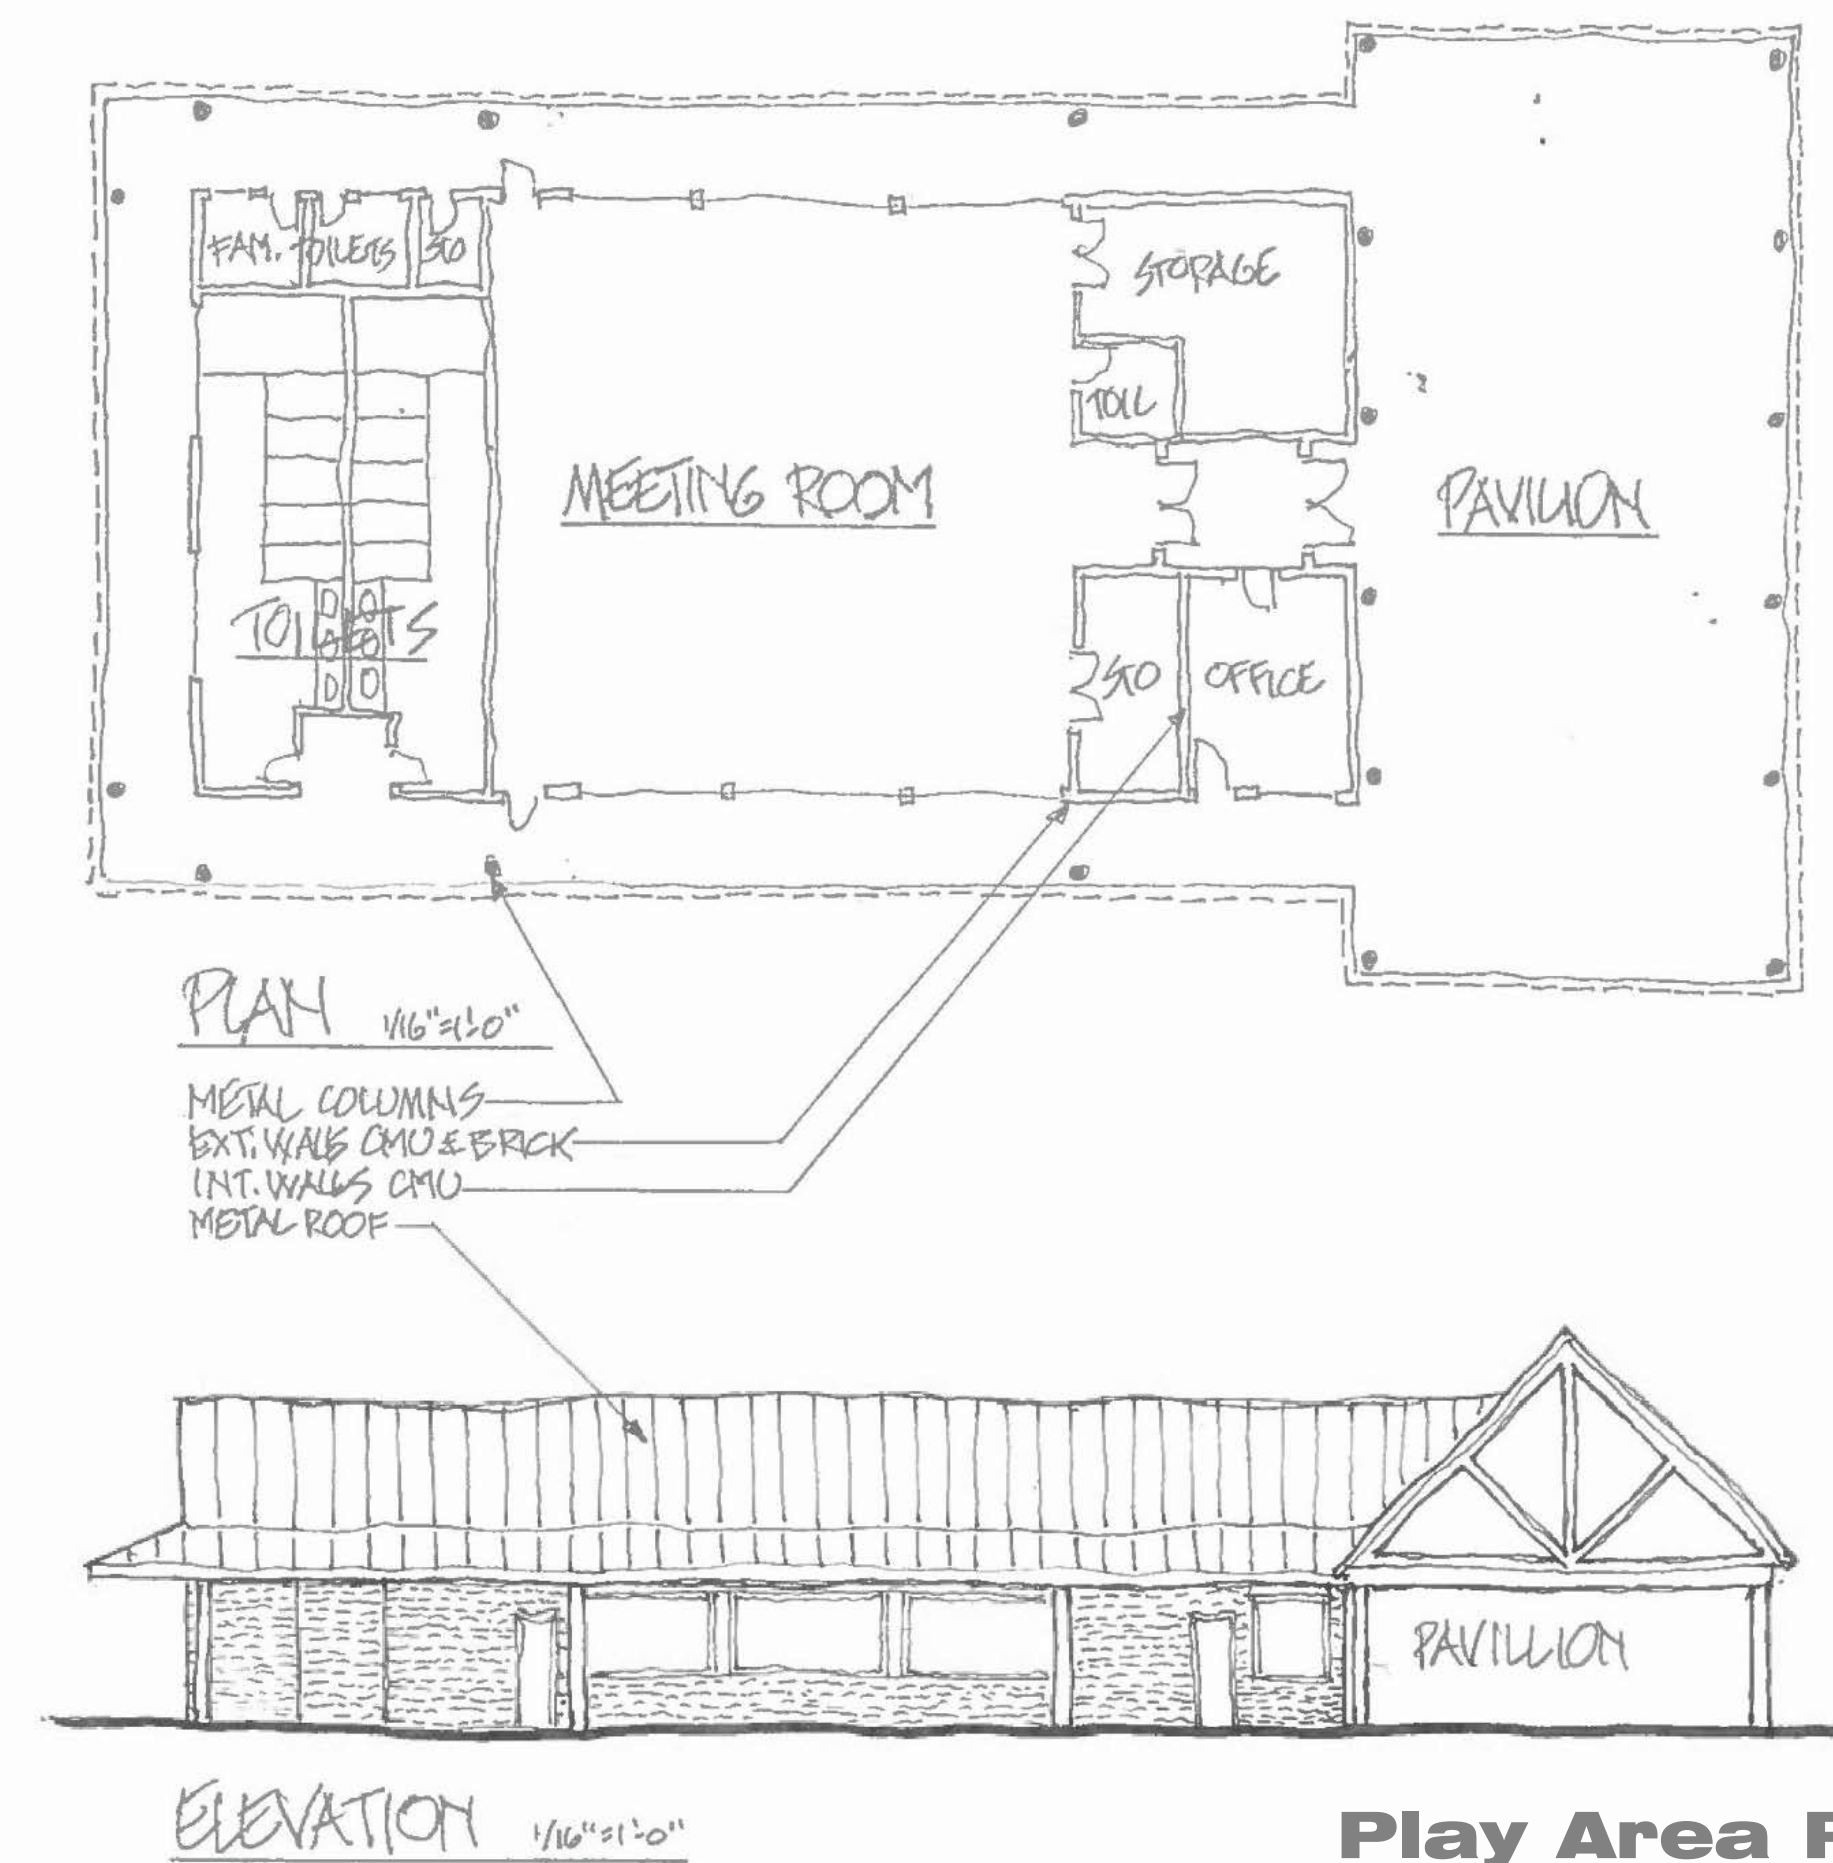 FAM. TOILETS STO
STORAGE
TOIL
MEETING ROOM
PAVILION
TOILETS
STO OFFICE
PLAN 1/16"=1'-0"
METAL COLUMNS
EXT. WALLS CMU & BRICK
INT. WALLS CMU
METAL ROOF
PAVILLION
ELEVATION 1/16"=1'-0"
Play Area P